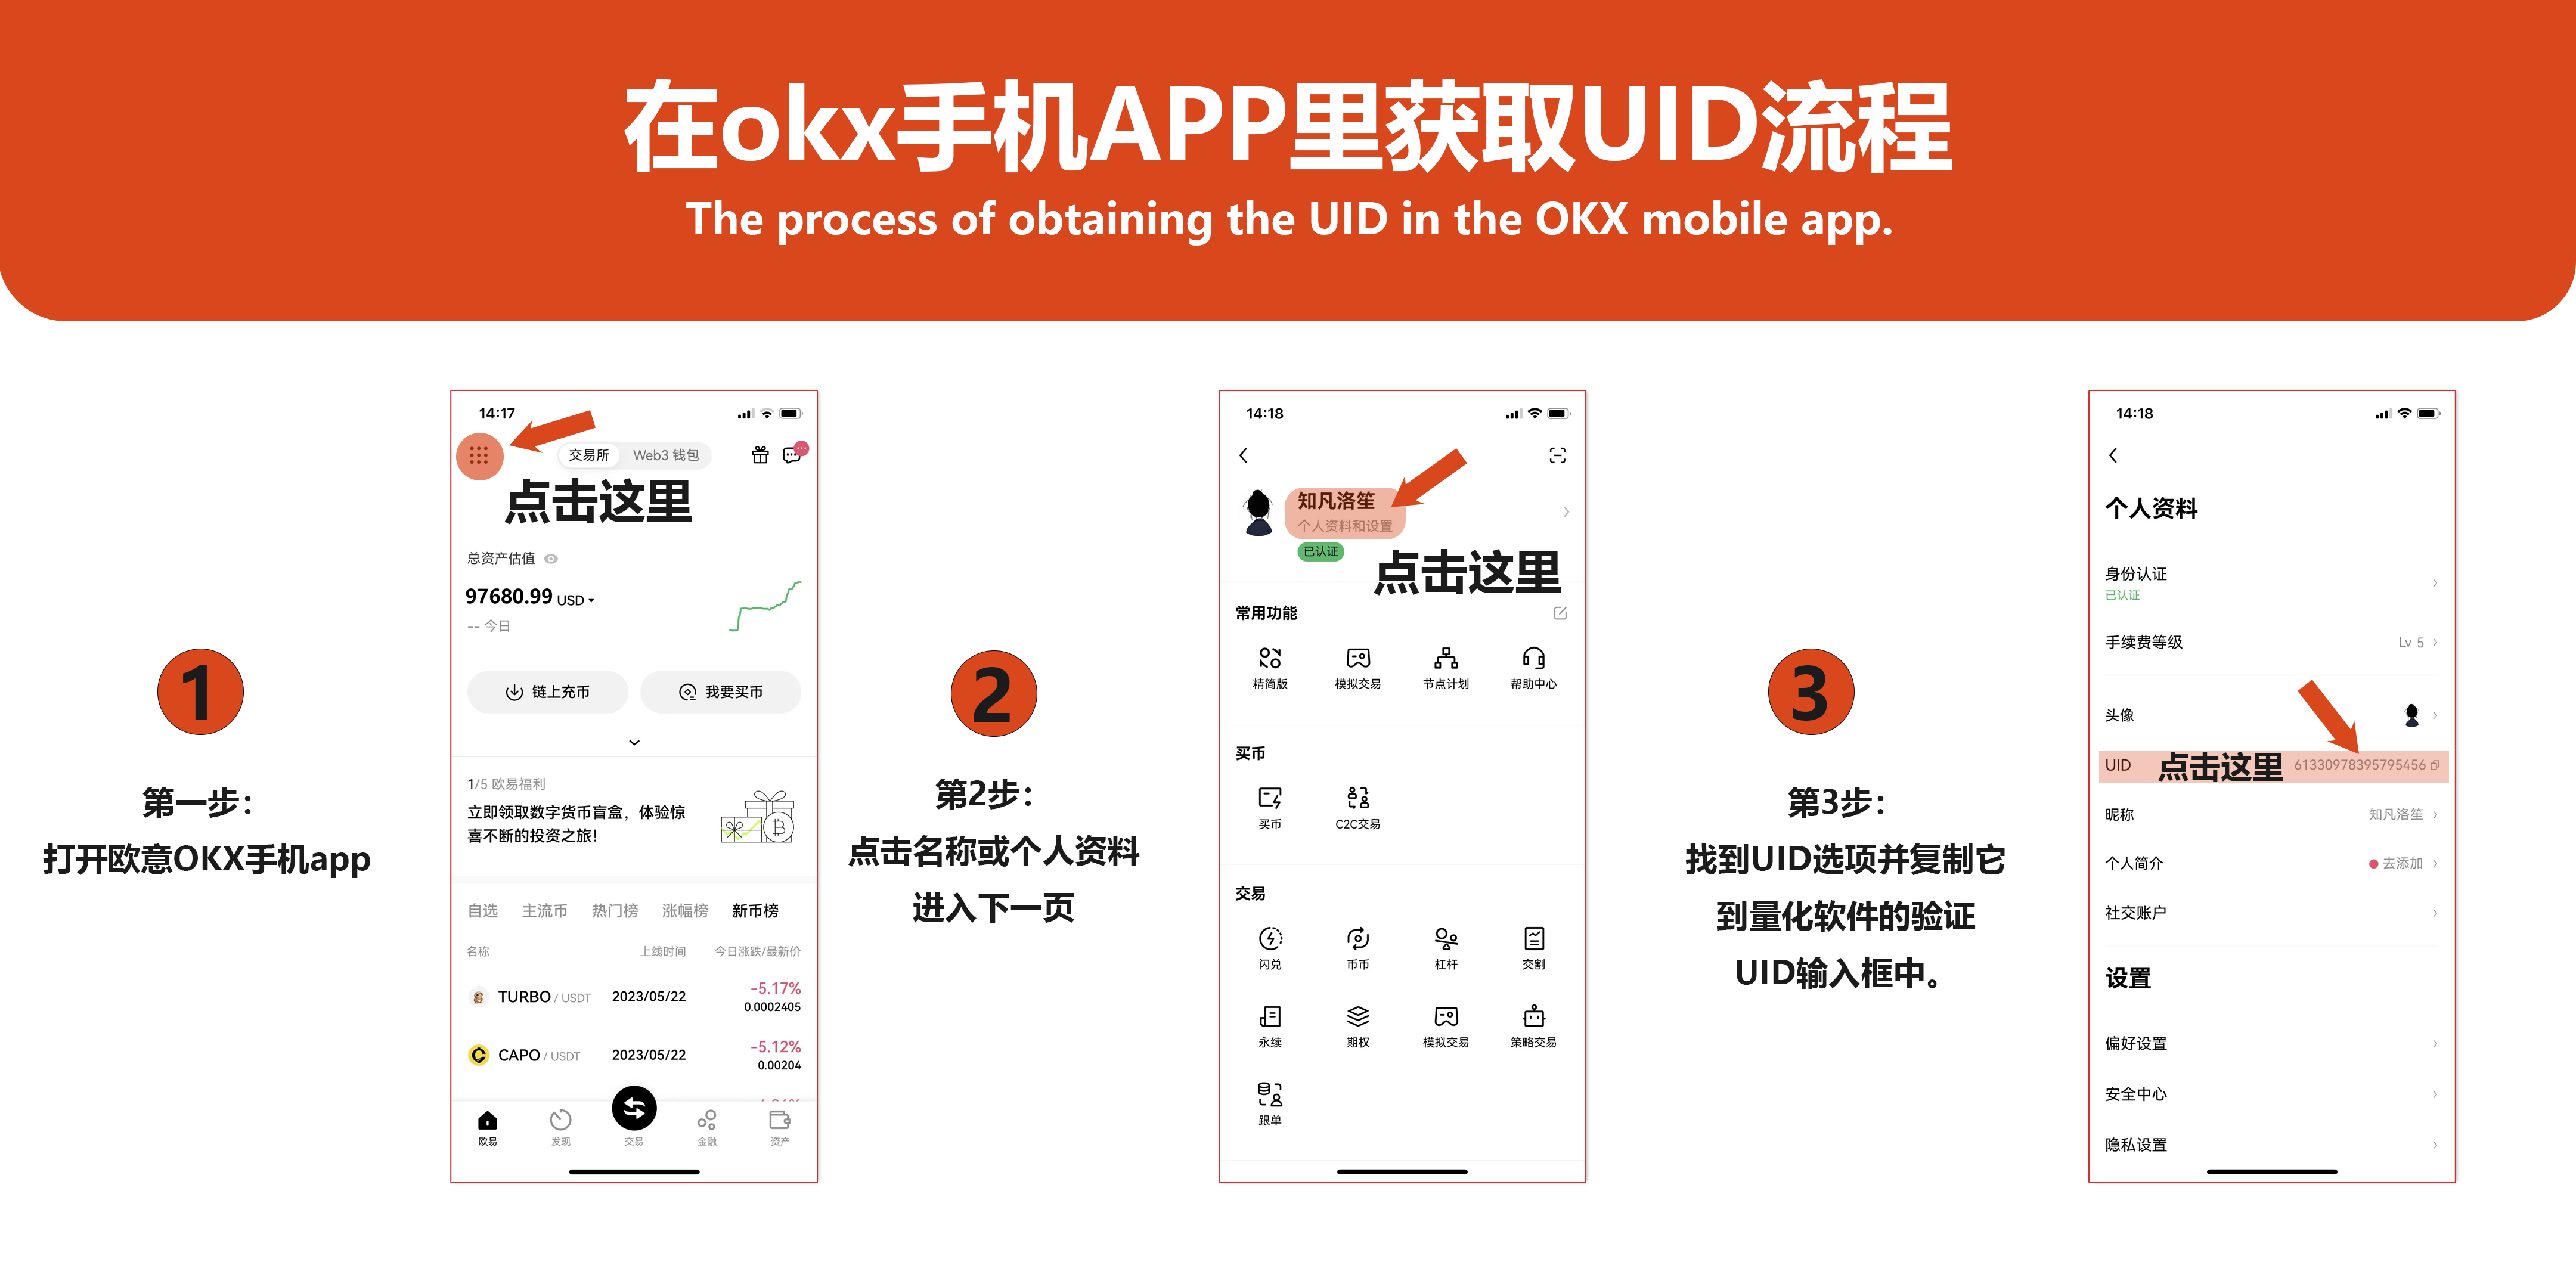 在okx手机APP里获取UID流程
The process of obtaining the UID in the OKX mobile app.
1
第一步：
打开欧意OKX手机app
14:17
交易所 Web3 钱包
点击这里
总资产估值
97680.99 USD
-- 今日
链上充币 我要买币
1/5 欧易福利
立即领取数字货币盲盒，体验惊
喜不断的投资之旅！
自选 主流币 热门榜 涨幅榜 新币榜
名称 上线时间 今日涨跌/最新价
TURBO / USDT 2023/05/22 -5.17%
0.0002405
CAPO / USDT 2023/05/22 -5.12%
0.00204
欧易 发现 交易 金融 资产
2
第2步：
点击名称或个人资料
进入下一页
14:18
知凡洛笙
个人资料和设置
已认证
点击这里
常用功能
精简版 模拟交易 节点计划 帮助中心
买币
买币 C2C交易
交易
闪兑 币币 杠杆 交割
永续 期权 模拟交易 策略交易
跟单
3
第3步：
找到UID选项并复制它
到量化软件的验证
UID输入框中。
14:18
个人资料
身份认证
已认证
手续费等级 Lv 5
头像
UID 点击这里 61330978395795456
昵称 知凡洛笙
个人简介 去添加
社交账户
设置
偏好设置
安全中心
隐私设置